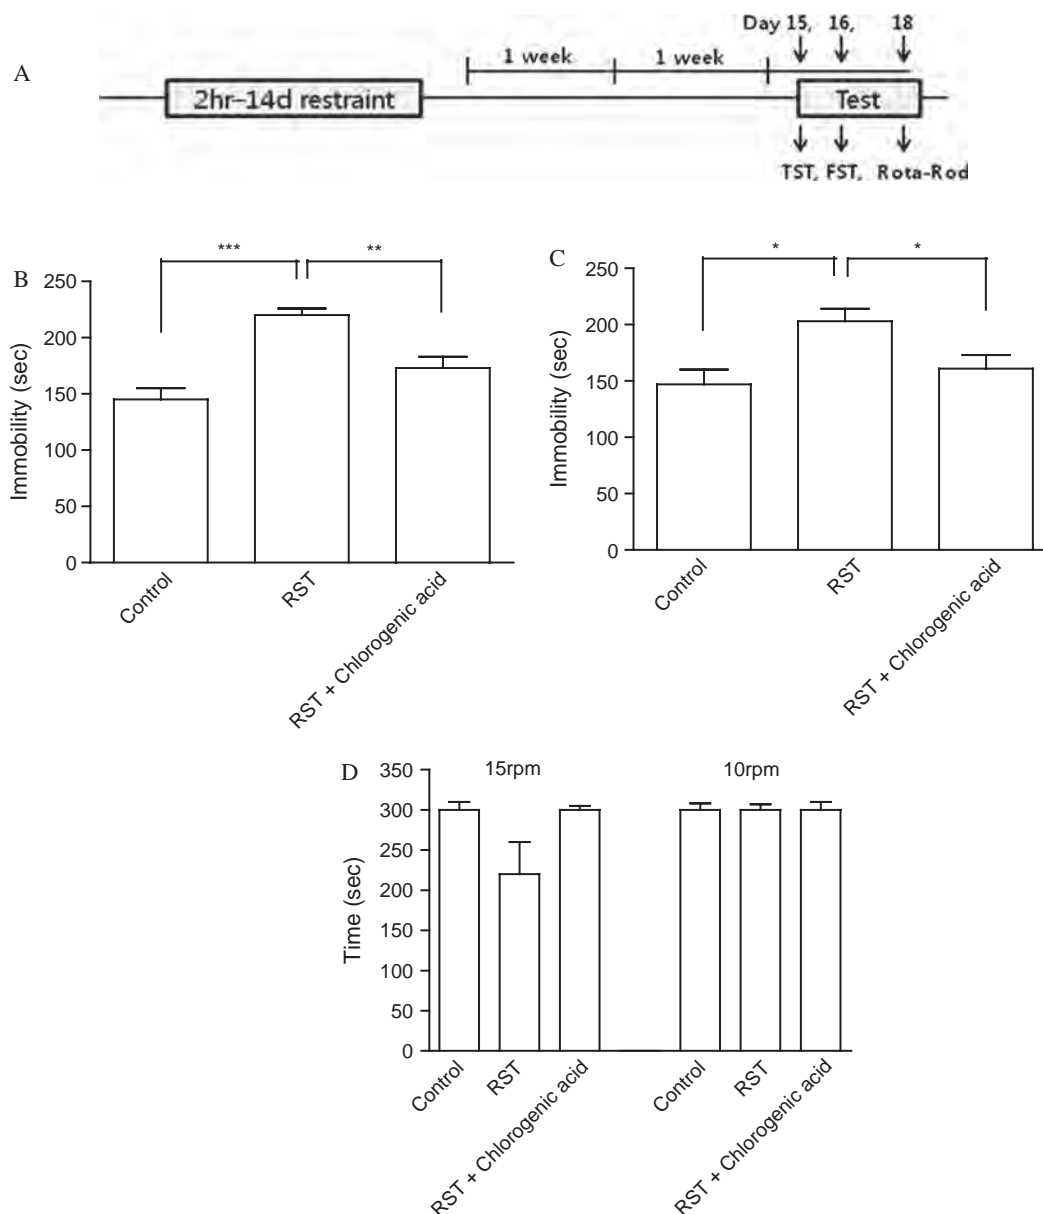 A
Day 15, 16, 18
1 week
1 week
2hr–14d restraint
Test
TST, FST, Rota-Rod
B
***
**
Immobility (sec)
250
200
150
100
50
0
Control
RST
RST + Chlorogenic acid
C
*
*
Immobility (sec)
250
200
150
100
50
0
Control
RST
RST + Chlorogenic acid
D
15rpm
10rpm
Time (sec)
350
300
250
200
150
100
50
0
Control
RST
RST + Chlorogenic acid
Control
RST
RST + Chlorogenic acid